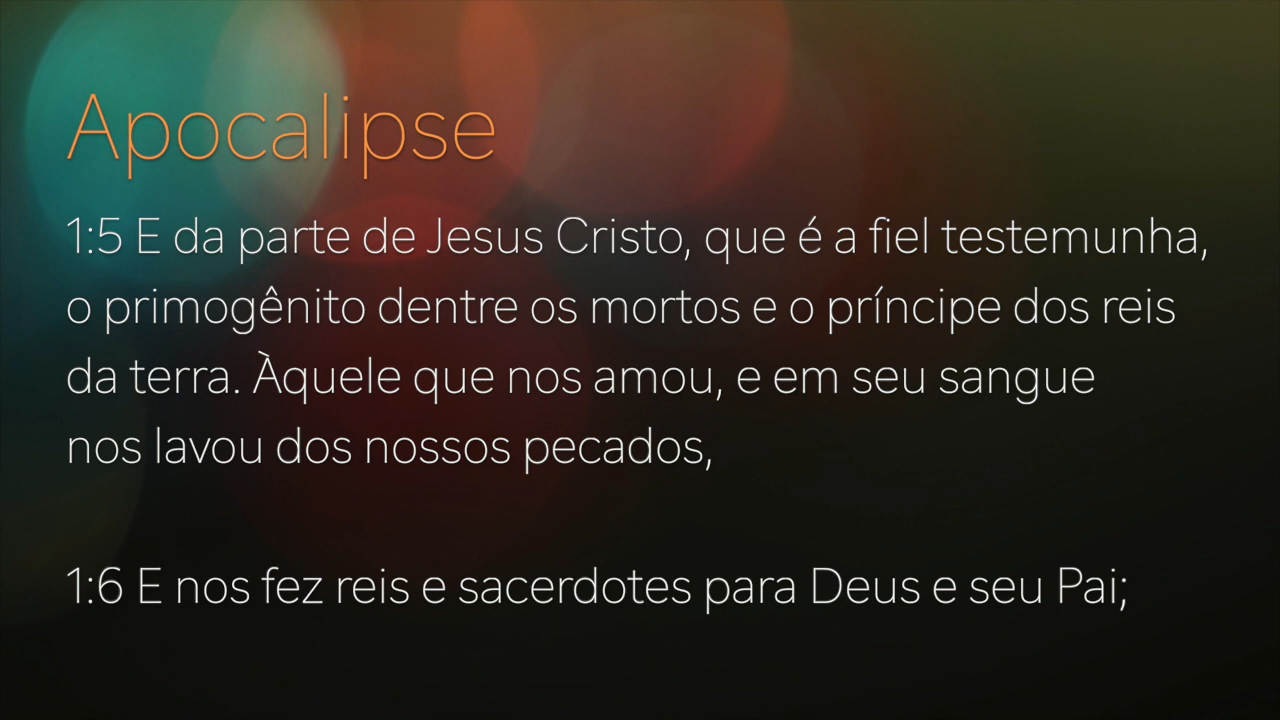 Apocalipse
1:5 E da parte de Jesus Cristo, que é a fiel testemunha,
o primogênito dentre os mortos e o príncipe dos reis
da terra. Àquele que nos amou, e em seu sangue
nos lavou dos nossos pecados,
1:6 E nos fez reis e sacerdotes para Deus e seu Pai;